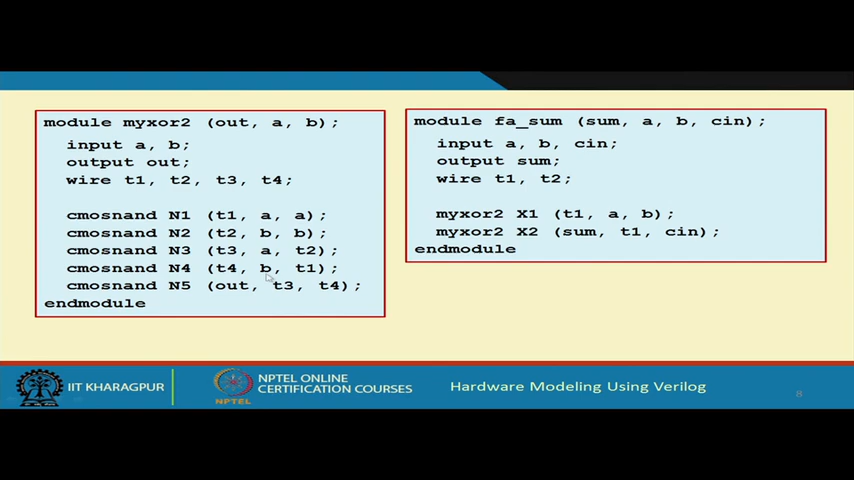 module myxor2 (out, a, b);
input a, b;
output out;
wire t1, t2, t3, t4;
cmosnand N1 (t1, a, a);
cmosnand N2 (t2, b, b);
cmosnand N3 (t3, a, t2);
cmosnand N4 (t4, b, t1);
cmosnand N5 (out, t3, t4);
endmodule
module fa_sum (sum, a, b, cin);
input a, b, cin;
output sum;
wire t1, t2;
myxor2 X1 (t1, a, b);
myxor2 X2 (sum, t1, cin);
endmodule
IIT KHARAGPUR
NPTEL
NPTEL ONLINE
CERTIFICATION COURSES
Hardware Modeling Using Verilog
8